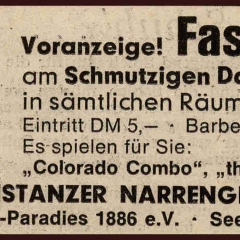 Voranzeige! Fas
am Schmutzigen Do
in sämtlichen Räum
Eintritt DM 5,— · Barbe
Es spielen für Sie:
„Colorado Combo“, „th
STANZER NARRENGE
-Paradies 1886 e.V. · See